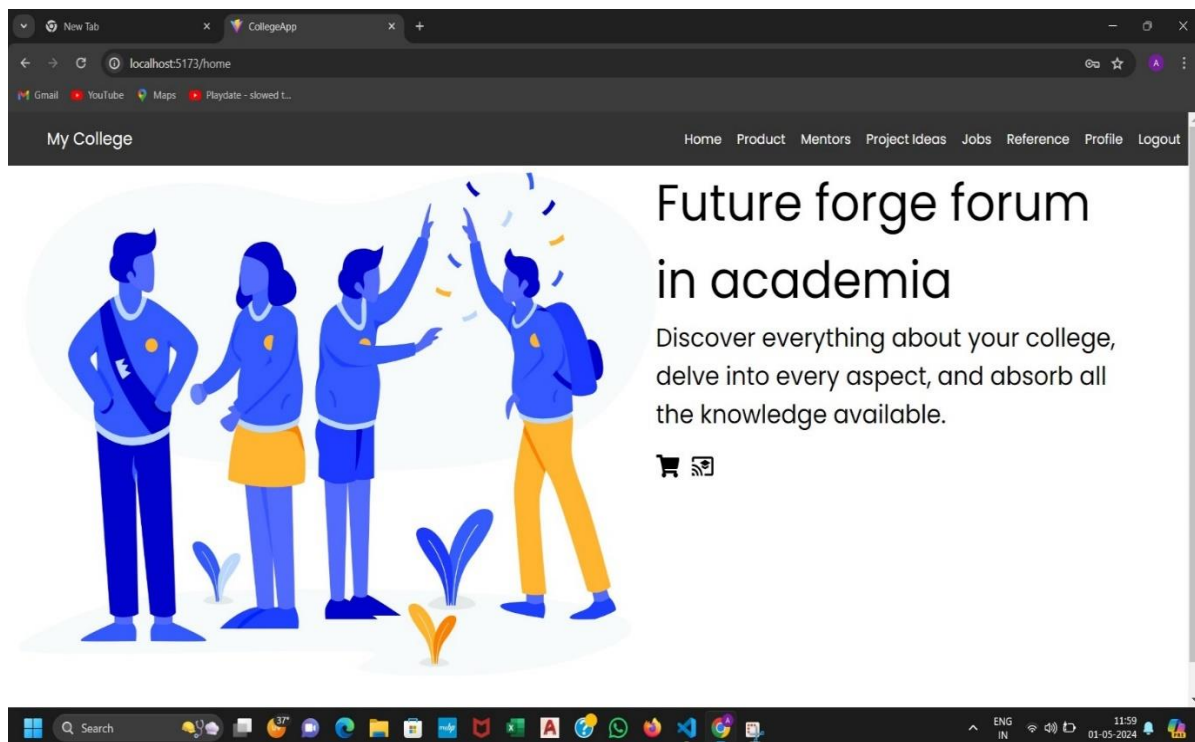 New Tab
CollegeApp
localhost:5173/home
A
Gmail YouTube Maps Playdate - slowed t...
My College
Home Product Mentors Project Ideas Jobs Reference Profile Logout
Future forge forum
in academia
Discover everything about your college,
delve into every aspect, and absorb all
the knowledge available.
Search
37°
ENG
IN
11:59
01-05-2024